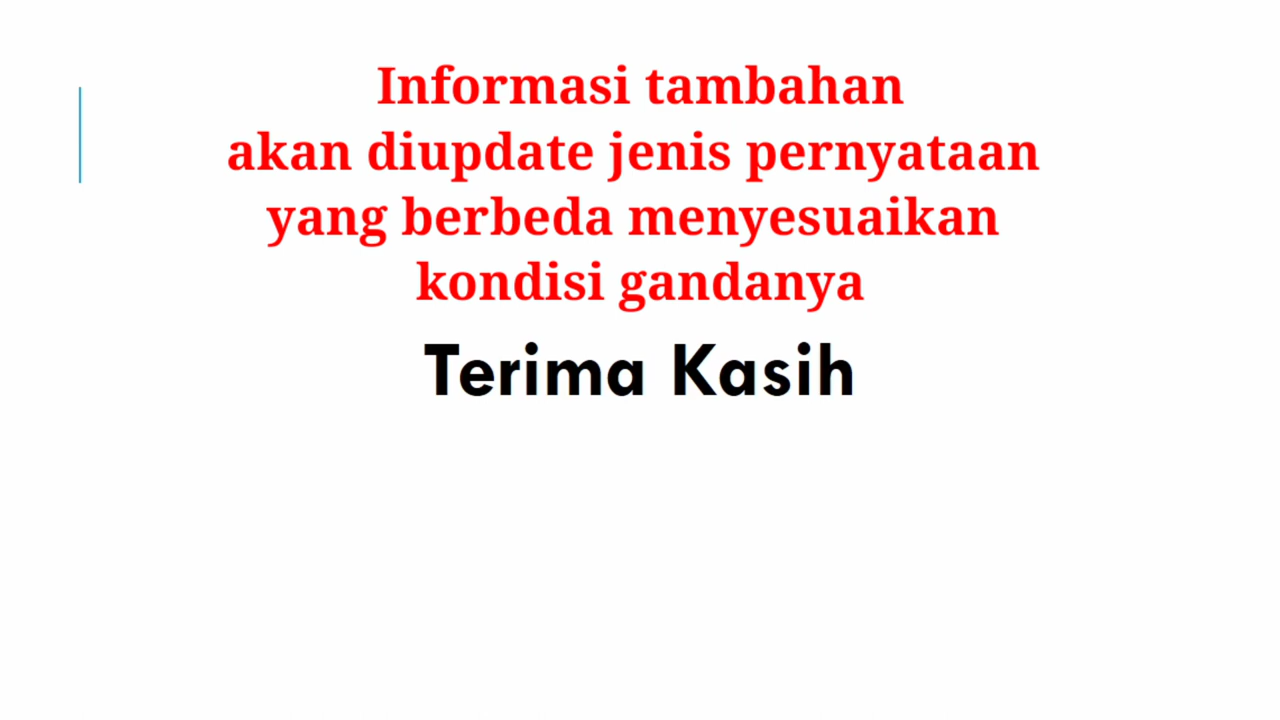 Informasi tambahan
akan diupdate jenis pernyataan
yang berbeda menyesuaikan
kondisi gandanya
Terima Kasih